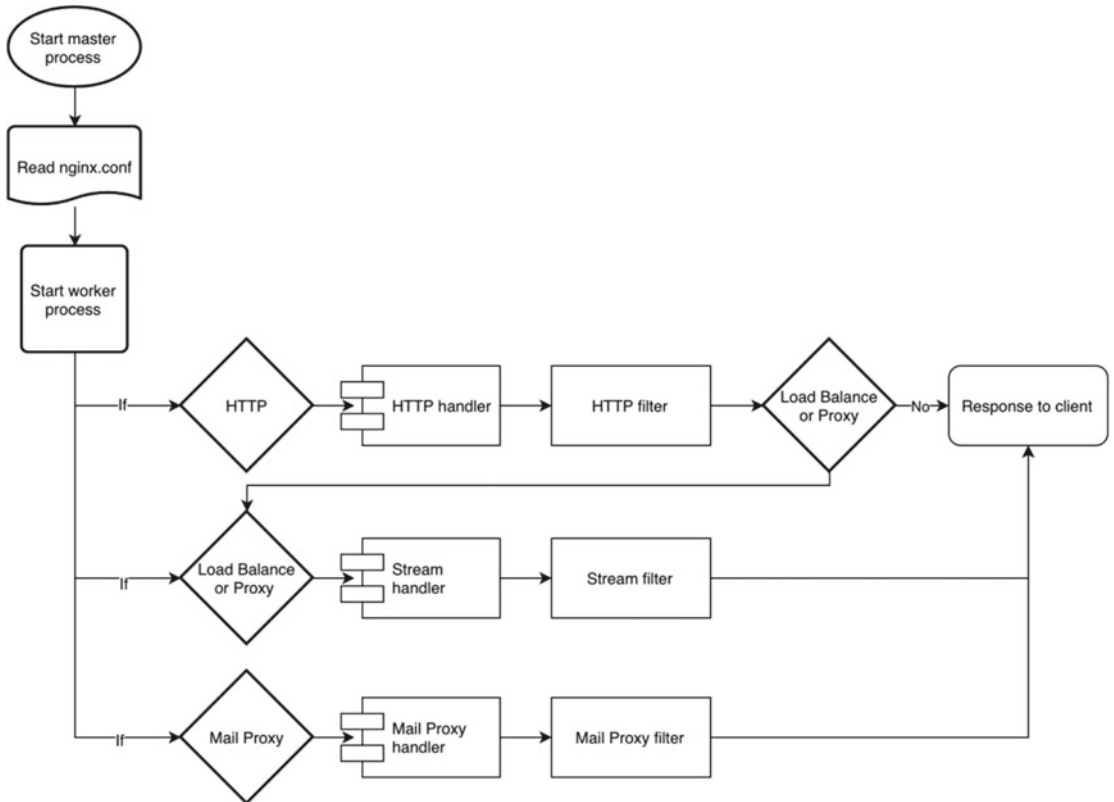 Start master
process
Read nginx.conf
Start worker
process
If
HTTP
HTTP handler
HTTP filter
Load Balance
or Proxy
No
Response to client
If
Load Balance
or Proxy
Stream
handler
Stream filter
If
Mail Proxy
Mail Proxy
handler
Mail Proxy filter